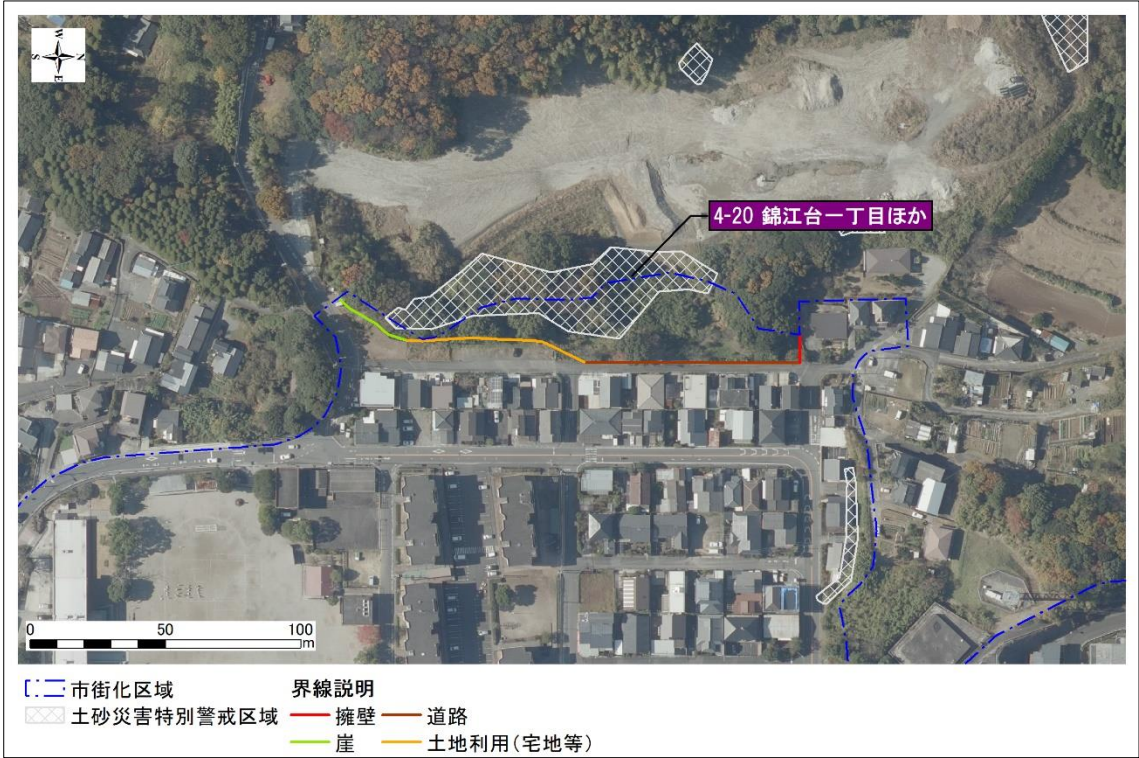 W
S N
E
4-20 錦江台一丁目ほか
0 50 100
m
市街化区域
土砂災害特別警戒区域
界線説明
擁壁 道路
崖 土地利用(宅地等)